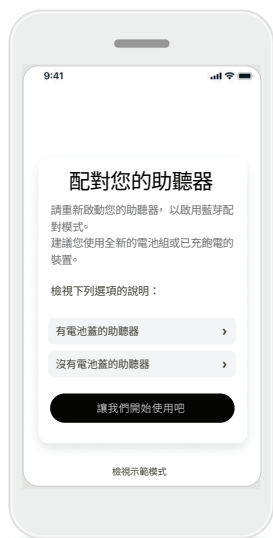 9:41
配對您的助聽器
請重新啟動您的助聽器，以啟用藍芽配
對模式。
建議您使用全新的電池組或已充飽電的
裝置。
檢視下列選項的說明：
有電池蓋的助聽器
沒有電池蓋的助聽器
讓我們開始使用吧
檢視示範模式